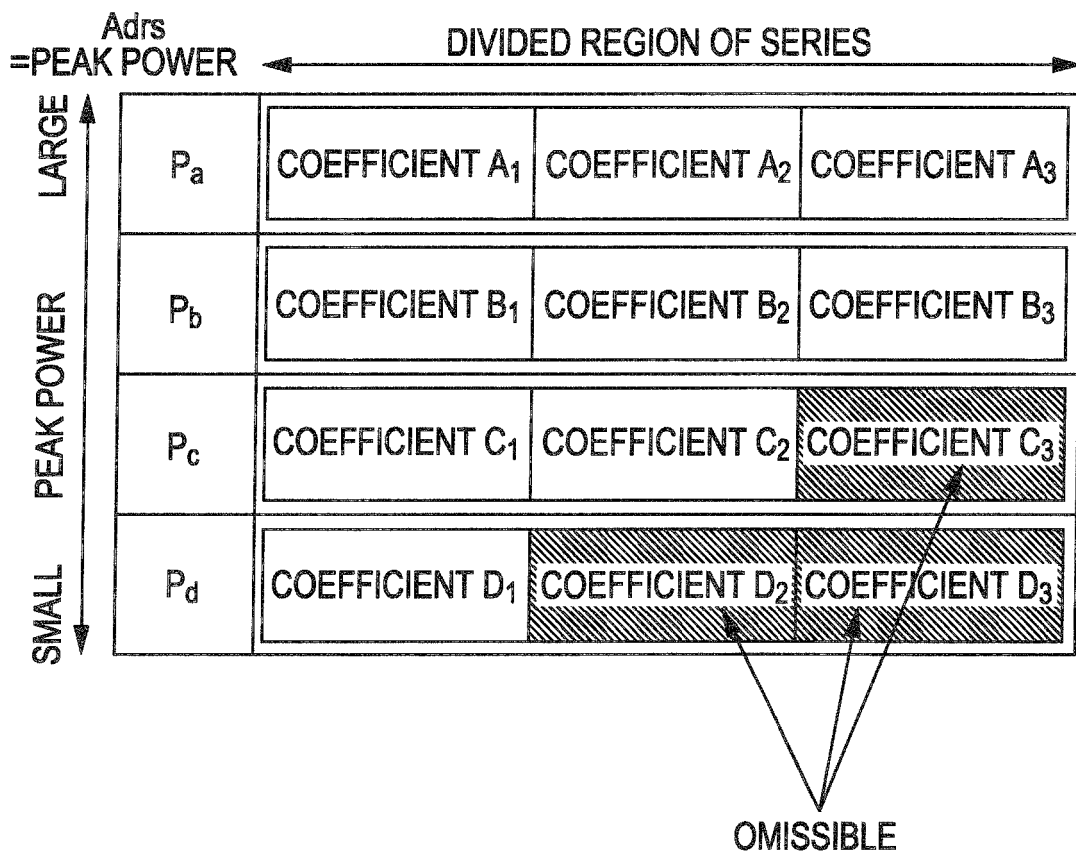 Adrs
=PEAK POWER
DIVIDED REGION OF SERIES
LARGE
PEAK POWER
SMALL
Pa COEFFICIENT A1 COEFFICIENT A2 COEFFICIENT A3
Pb COEFFICIENT B1 COEFFICIENT B2 COEFFICIENT B3
Pc COEFFICIENT C1 COEFFICIENT C2 COEFFICIENT C3
Pd COEFFICIENT D1 COEFFICIENT D2 COEFFICIENT D3
OMISSIBLE